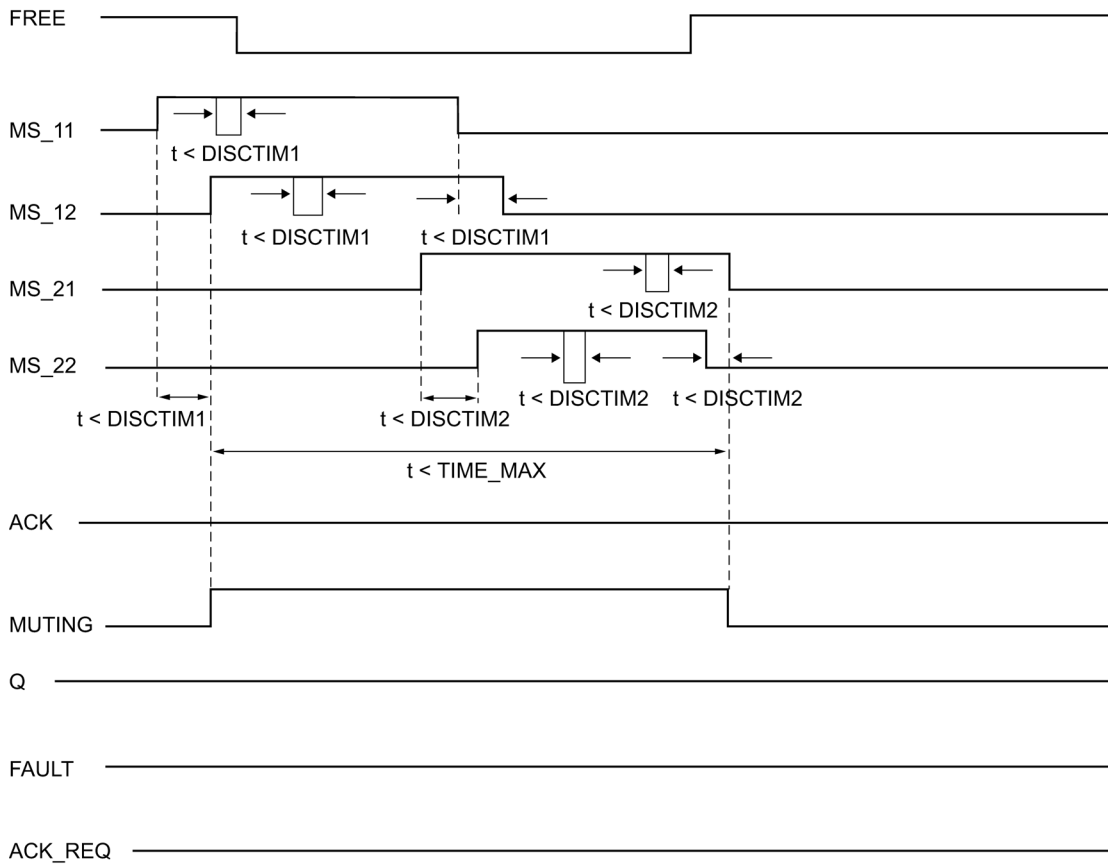 FREE
MS_11
t < DISCTIM1
MS_12
t < DISCTIM1 t < DISCTIM1
MS_21
t < DISCTIM2
MS_22
t < DISCTIM2 t < DISCTIM2
t < DISCTIM1 t < DISCTIM2
t < TIME_MAX
ACK
MUTING
Q
FAULT
ACK_REQ